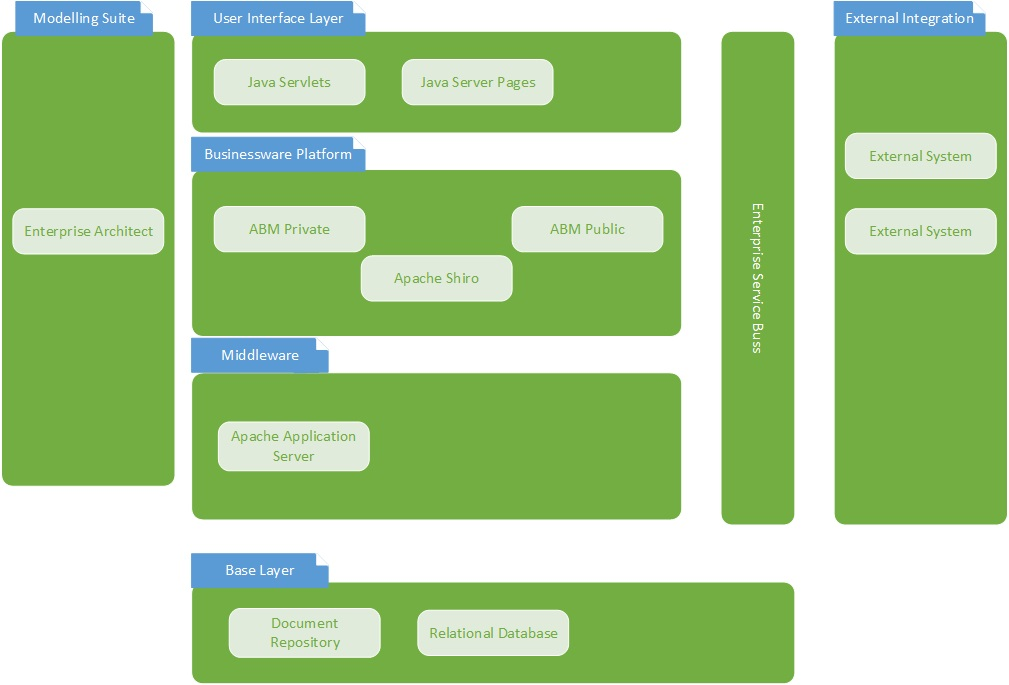 Modelling Suite
Enterprise Architect
User Interface Layer
Java Servlets
Java Server Pages
Businessware Platform
ABM Private
ABM Public
Apache Shiro
Middleware
Apache Application
Server
Base Layer
Document
Repository
Relational Database
Enterprise Service Buss
External Integration
External System
External System